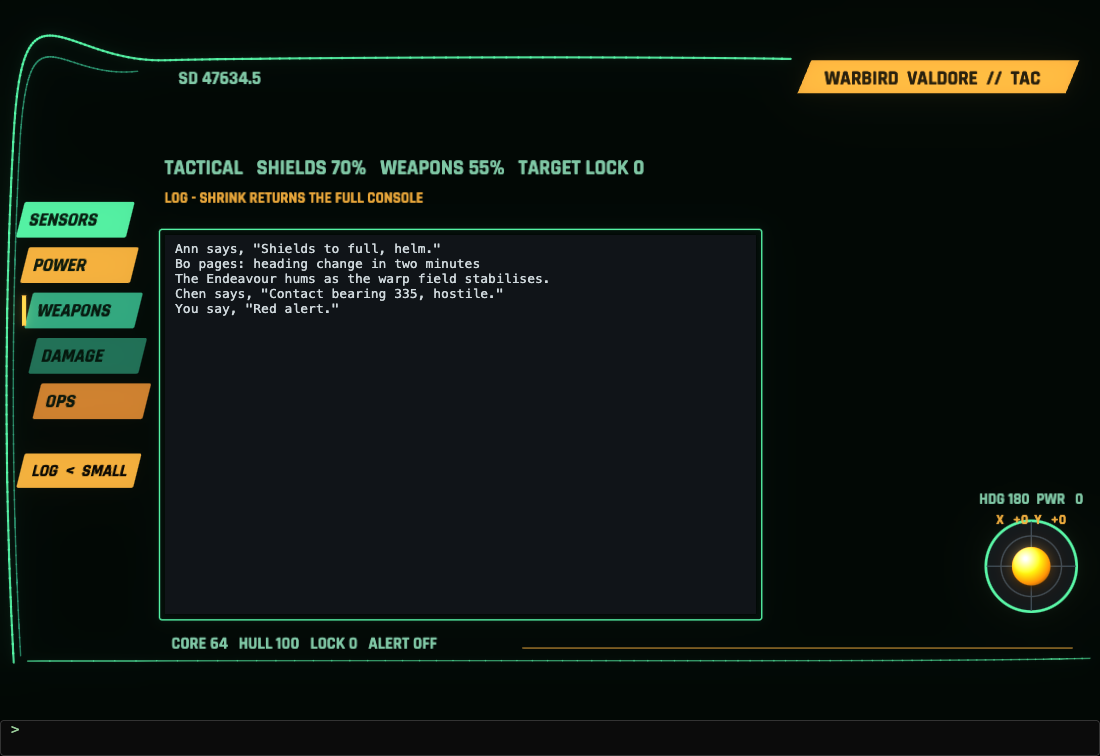 SD 47634.5
WARBIRD VALDORE // TAC
TACTICAL SHIELDS 70% WEAPONS 55% TARGET LOCK 0
LOG - SHRINK RETURNS THE FULL CONSOLE
SENSORS
POWER
WEAPONS
DAMAGE
OPS
LOG < SMALL
Ann says, "Shields to full, helm."
Bo pages: heading change in two minutes
The Endeavour hums as the warp field stabilises.
Chen says, "Contact bearing 335, hostile."
You say, "Red alert."
HDG 180 PWR 0
X +0 Y +0
CORE 64 HULL 100 LOCK 0 ALERT OFF
>